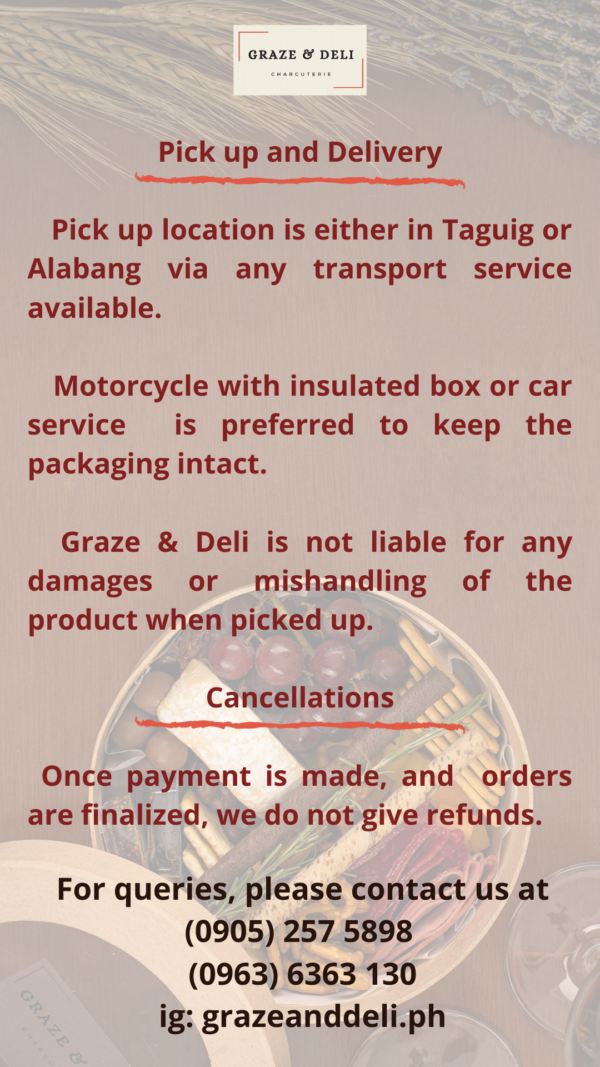 GRAZE & DELI
CHARCUTERIE
Pick up and Delivery
Pick up location is either in Taguig or
Alabang via any transport service
available.
Motorcycle with insulated box or car
service is preferred to keep the
packaging intact.
Graze & Deli is not liable for any
damages or mishandling of the
product when picked up.
Cancellations
Once payment is made, and orders
are finalized, we do not give refunds.
For queries, please contact us at
(0905) 257 5898
(0963) 6363 130
ig: grazeanddeli.ph
GRAZE &